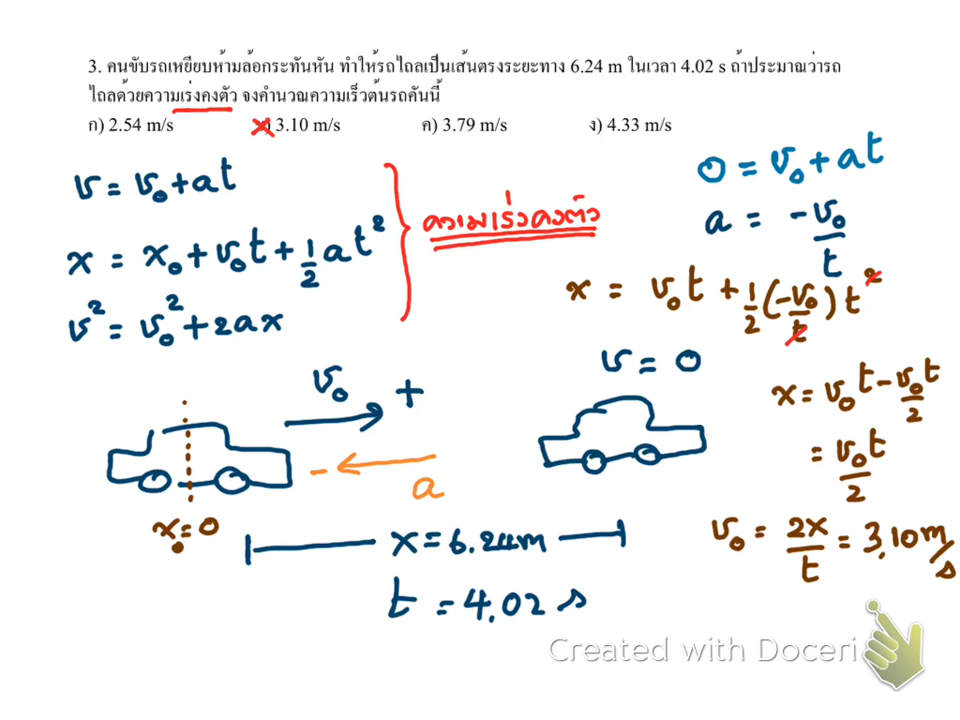 3. คนขับรถเหยียบห้ามล้อกระทันหัน ทำให้รถไถลเป็นเส้นตรงระยะทาง 6.24 m ในเวลา 4.02 s ถ้าประมาณว่ารถ
ไถลด้วยความเร่งคงตัว จงคำนวณความเร็วต้นรถคันนี้
ก) 2.54 m/s ) 3.10 m/s ค) 3.79 m/s ง) 4.33 m/s
v = v₀ + at
x = x₀ + v₀t + 1/2 at²
v² = v₀² + 2ax
ความเร่งคงตัว
0 = v₀ + at
a = -v₀/t
x = v₀t + 1/2 (-v₀/t) t²
v₀ +
v = 0
x = v₀t - v₀t/2
= v₀t/2
- a
x₀ = 0
x = 6.24m
t = 4.02 s
v₀ = 2x/t = 3.10 m/s
Created with Doceri